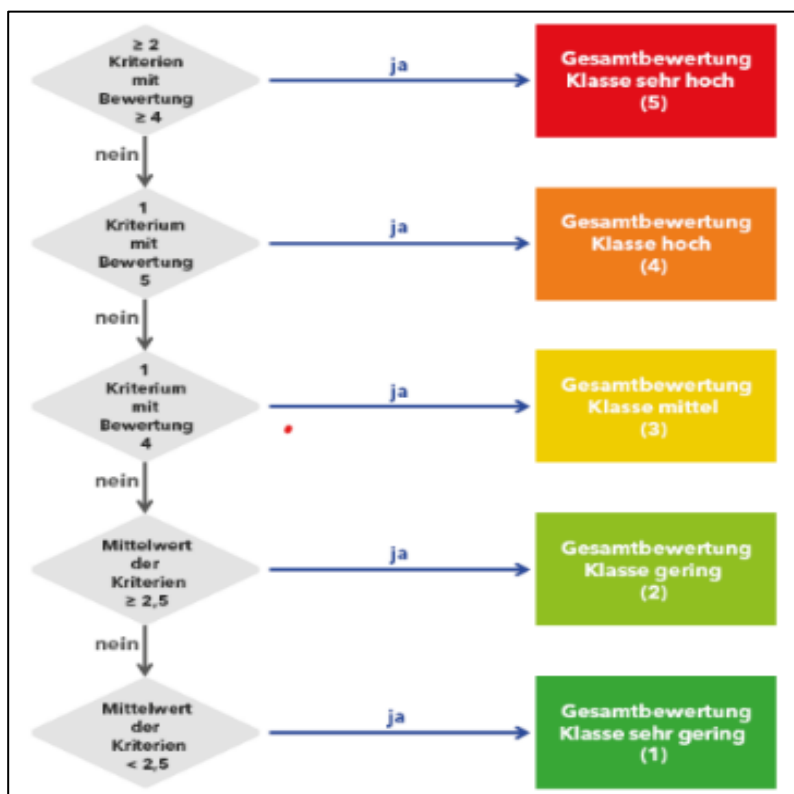 ≥ 2
Kriterien
mit
Bewertung
≥ 4
ja
Gesamtbewertung
Klasse sehr hoch
(5)
nein
1
Kriterium
mit
Bewertung
5
ja
Gesamtbewertung
Klasse hoch
(4)
nein
1
Kriterium
mit
Bewertung
4
ja
Gesamtbewertung
Klasse mittel
(3)
nein
Mittelwert
der
Kriterien
≥ 2,5
ja
Gesamtbewertung
Klasse gering
(2)
nein
Mittelwert
der
Kriterien
< 2,5
ja
Gesamtbewertung
Klasse sehr gering
(1)